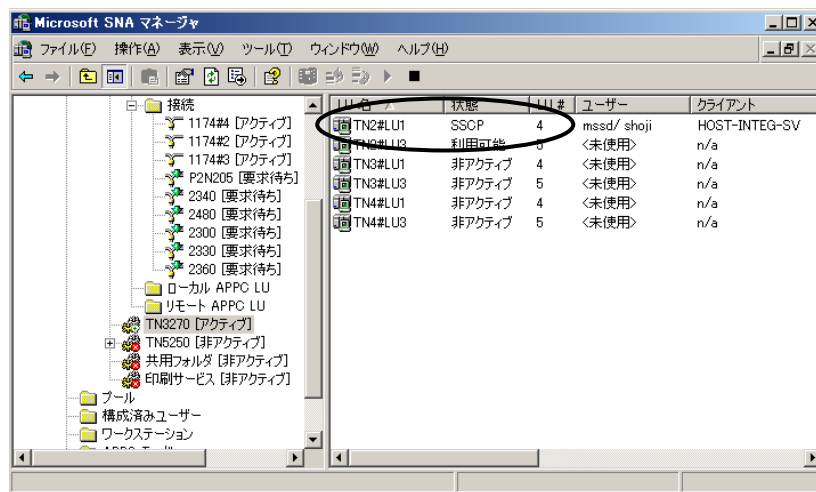 Microsoft SNA マネージャ
ファイル(F) 操作(A) 表示(V) ツール(T) ウィンドウ(W) ヘルプ(H)
接続
1174#4 [アクティブ]
1174#2 [アクティブ]
1174#3 [アクティブ]
P2N205 [要求待ち]
2340 [要求待ち]
2480 [要求待ち]
2300 [要求待ち]
2330 [要求待ち]
2360 [要求待ち]
ローカル APPC LU
リモート APPC LU
TN3270 [アクティブ]
TN5250 [非アクティブ]
共用フォルダ [非アクティブ]
印刷サービス [非アクティブ]
プール
構成済みユーザー
ワークステーション
LU 名 状態 LU # ユーザー クライアント
TN2#LU1 SSCP 4 mssd/ shoji HOST-INTEG-SV
TN2#LU3 利用可能 5 <未使用> n/a
TN3#LU1 非アクティブ 4 <未使用> n/a
TN3#LU3 非アクティブ 5 <未使用> n/a
TN4#LU1 非アクティブ 4 <未使用> n/a
TN4#LU3 非アクティブ 5 <未使用> n/a